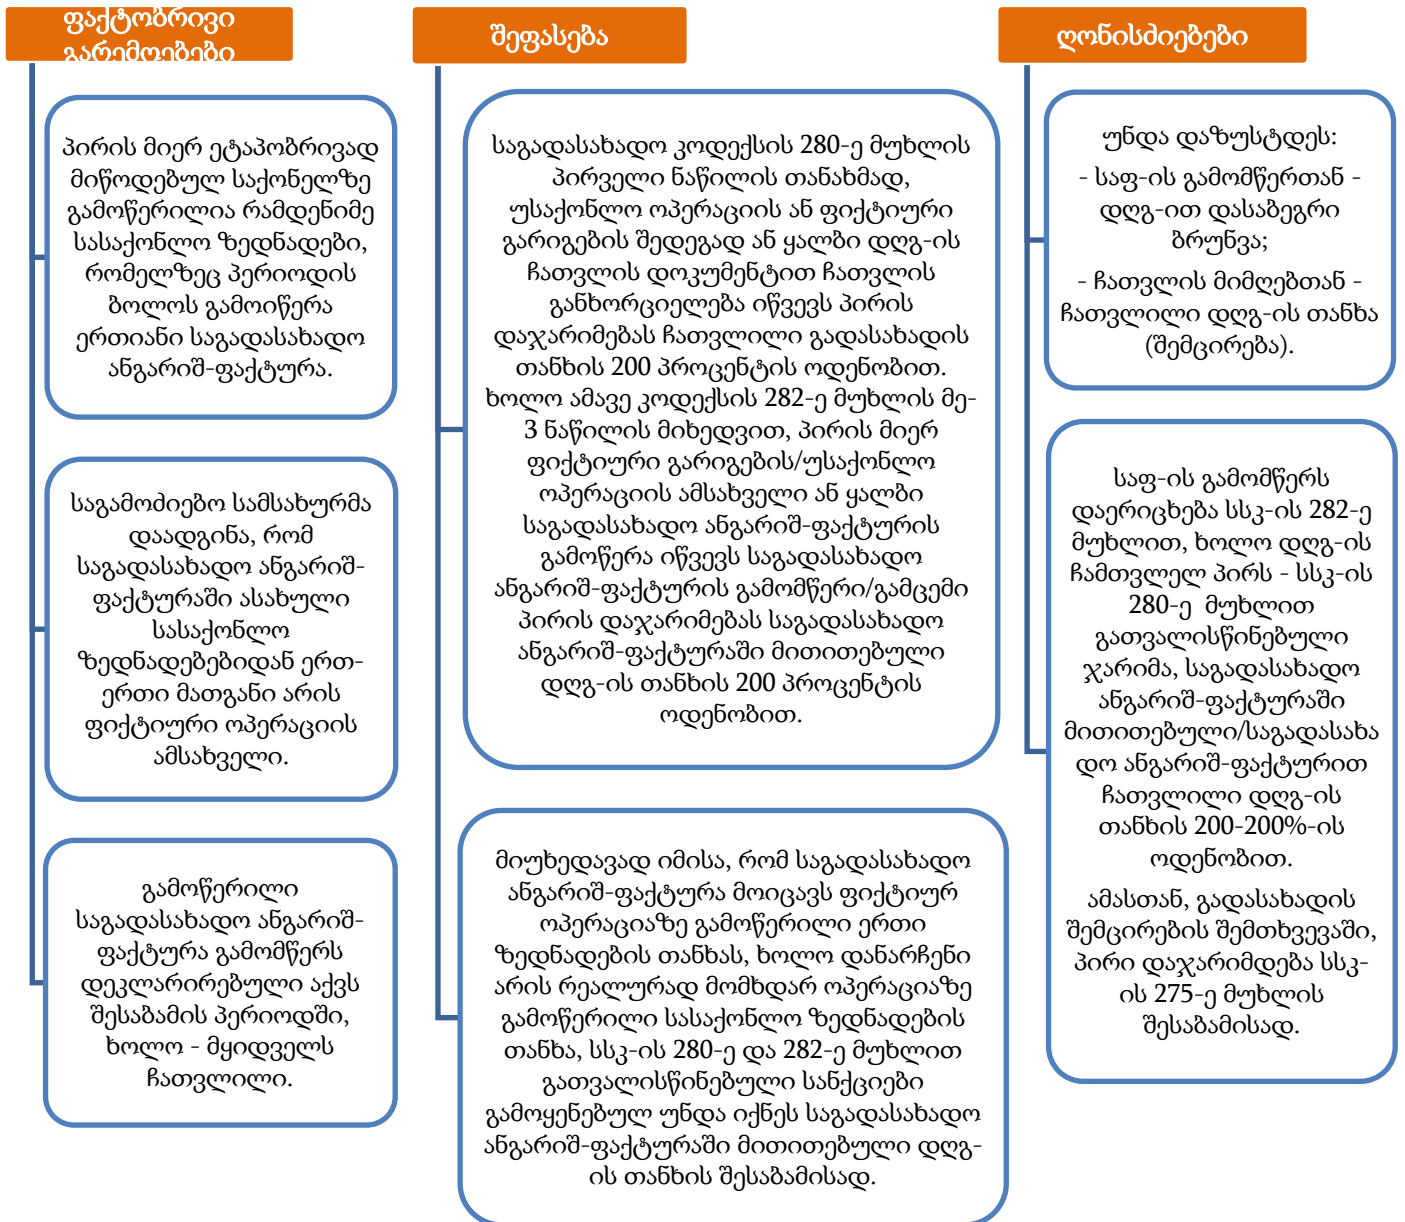 ფაქტობრივი
გარემოებები
პირის მიერ ეტაპობრივად
მიწოდებულ საქონელზე
გამოწერილია რამდენიმე
სასაქონლო ზედნადები,
რომელზეც პერიოდის
ბოლოს გამოიწერა
ერთიანი საგადასახადო
ანგარიშ-ფაქტურა.
საგამოძიებო სამსახურმა
დაადგინა, რომ
საგადასახადო ანგარიშ-
ფაქტურაში ასახული
სასაქონლო
ზედნადებებიდან ერთ-
ერთი მათგანი არის
ფიქტიური ოპერაციის
ამსახველი.
გამოწერილი
საგადასახადო ანგარიშ-
ფაქტურა გამომწერს
დეკლარირებული აქვს
შესაბამის პერიოდში,
ხოლო - მყიდველს
ჩათვლილი.
შეფასება
საგადასახადო კოდექსის 280-ე მუხლის
პირველი ნაწილის თანახმად,
უსაქონლო ოპერაციის ან ფიქტიური
გარიგების შედეგად ან ყალბი დღგ-ის
ჩათვლის დოკუმენტით ჩათვლის
განხორციელება იწვევს პირის
დაჯარიმებას ჩათვლილი გადასახადის
თანხის 200 პროცენტის ოდენობით.
ხოლო ამავე კოდექსის 282-ე მუხლის მე-
3 ნაწილის მიხედვით, პირის მიერ
ფიქტიური გარიგების/უსაქონლო
ოპერაციის ამსახველი ან ყალბი
საგადასახადო ანგარიშ-ფაქტურის
გამოწერა იწვევს საგადასახადო
ანგარიშ-ფაქტურის გამომწერი/გამცემი
პირის დაჯარიმებას საგადასახადო
ანგარიშ-ფაქტურაში მითითებული
დღგ-ის თანხის 200 პროცენტის
ოდენობით.
მიუხედავად იმისა, რომ საგადასახადო
ანგარიშ-ფაქტურა მოიცავს ფიქტიურ
ოპერაციაზე გამოწერილი ერთი
ზედნადების თანხას, ხოლო დანარჩენი
არის რეალურად მომხდარ ოპერაციაზე
გამოწერილი სასაქონლო ზედნადების
თანხა, სსკ-ის 280-ე და 282-ე მუხლით
გათვალისწინებული სანქციები
გამოყენებულ უნდა იქნეს საგადასახადო
ანგარიშ-ფაქტურაში მითითებული დღგ-
ის თანხის შესაბამისად.
ღონისძიებები
უნდა დაზუსტდეს:
- საფ-ის გამომწერთან -
დღგ-ით დასაბეგრი
ბრუნვა;
- ჩათვლის მიმღებთან -
ჩათვლილი დღგ-ის თანხა
(შემცირება).
საფ-ის გამომწერს
დაერიცხება სსკ-ის 282-ე
მუხლით, ხოლო დღგ-ის
ჩამთვლელ პირს - სსკ-ის
280-ე მუხლით
გათვალისწინებული
ჯარიმა, საგადასახადო
ანგარიშ-ფაქტურაში
მითითებული/საგადასახა
დო ანგარიშ-ფაქტურით
ჩათვლილი დღგ-ის
თანხის 200-200%-ის
ოდენობით.
ამასთან, გადასახადის
შემცირების შემთხვევაში,
პირი დაჯარიმდება სსკ-
ის 275-ე მუხლის
შესაბამისად.